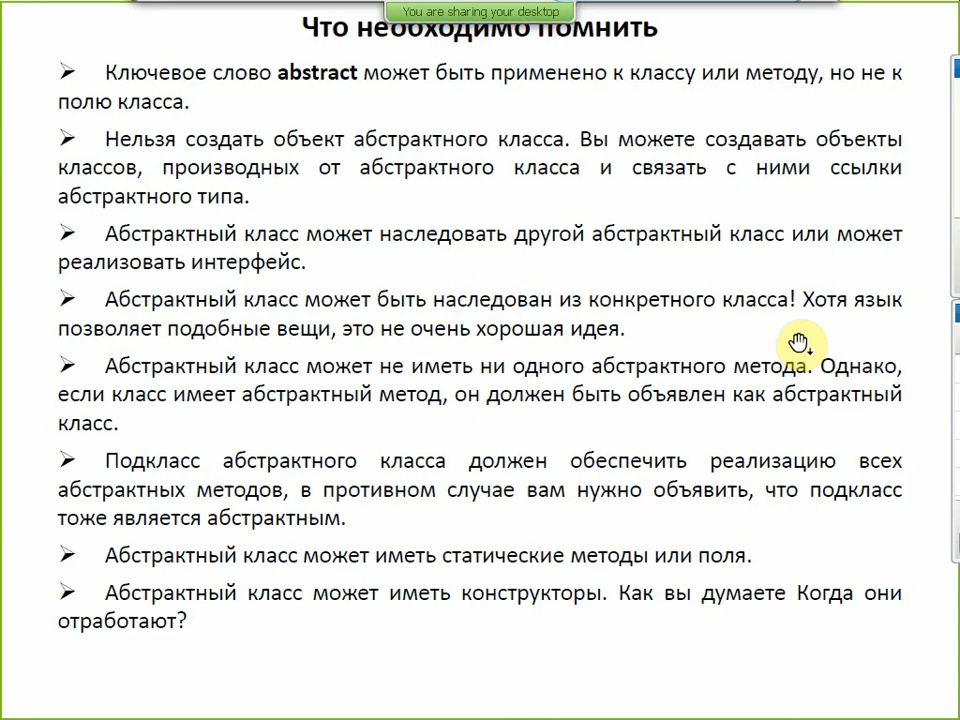 You are sharing your desktop
Что необходимо помнить
➢ Ключевое слово abstract может быть применено к классу или методу, но не к
полю класса.
➢ Нельзя создать объект абстрактного класса. Вы можете создавать объекты
классов, производных от абстрактного класса и связать с ними ссылки
абстрактного типа.
➢ Абстрактный класс может наследовать другой абстрактный класс или может
реализовать интерфейс.
➢ Абстрактный класс может быть наследован из конкретного класса! Хотя язык
позволяет подобные вещи, это не очень хорошая идея.
➢ Абстрактный класс может не иметь ни одного абстрактного метода. Однако,
если класс имеет абстрактный метод, он должен быть объявлен как абстрактный
класс.
➢ Подкласс абстрактного класса должен обеспечить реализацию всех
абстрактных методов, в противном случае вам нужно объявить, что подкласс
тоже является абстрактным.
➢ Абстрактный класс может иметь статические методы или поля.
➢ Абстрактный класс может иметь конструкторы. Как вы думаете Когда они
отработают?